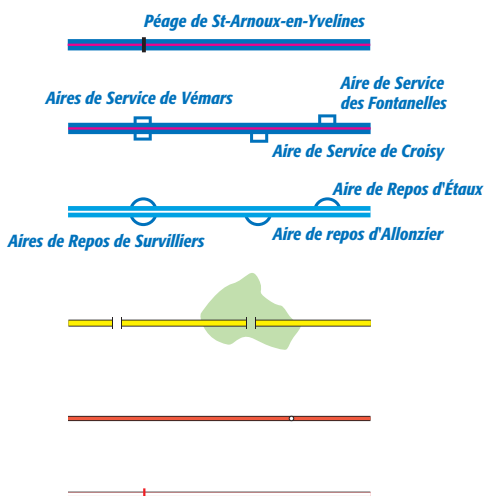 Péage de St-Arnoux-en-Yvelines
Aires de Service de Vémars
Aire de Service
des Fontanelles
Aire de Service de Croisy
Aire de Repos d'Étaux
Aires de Repos de Survilliers
Aire de repos d'Allonzier